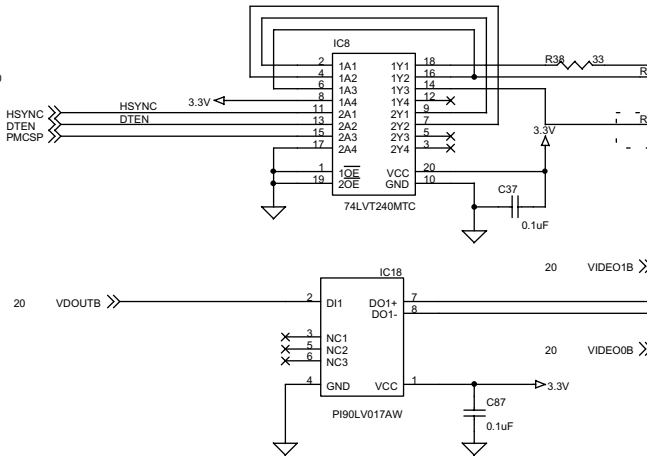 IC8
2 1A1 1Y1 18 R38 33
4 1A2 1Y2 16 R
6 1A3 1Y3 14
3.3V 8 1A4 1Y4 12
HSYNC HSYNC 11 2A1 2Y1 9
DTEN DTEN 13 2A2 2Y2 7 R
PMCSP 15 2A3 2Y3 5 3.3V
17 2A4 2Y4 3
1 1OE VCC 20
19 2OE GND 10
C37
74LVT240MTC
0.1uF
20 VIDEO1B
IC18
20 VDOUTB 2 DI1 DO1+ 7
DO1- 8
3 NC1
5 NC2
6 NC3
20 VIDEO0B
4 GND VCC 1 3.3V
C87
PI90LV017AW
0.1uF